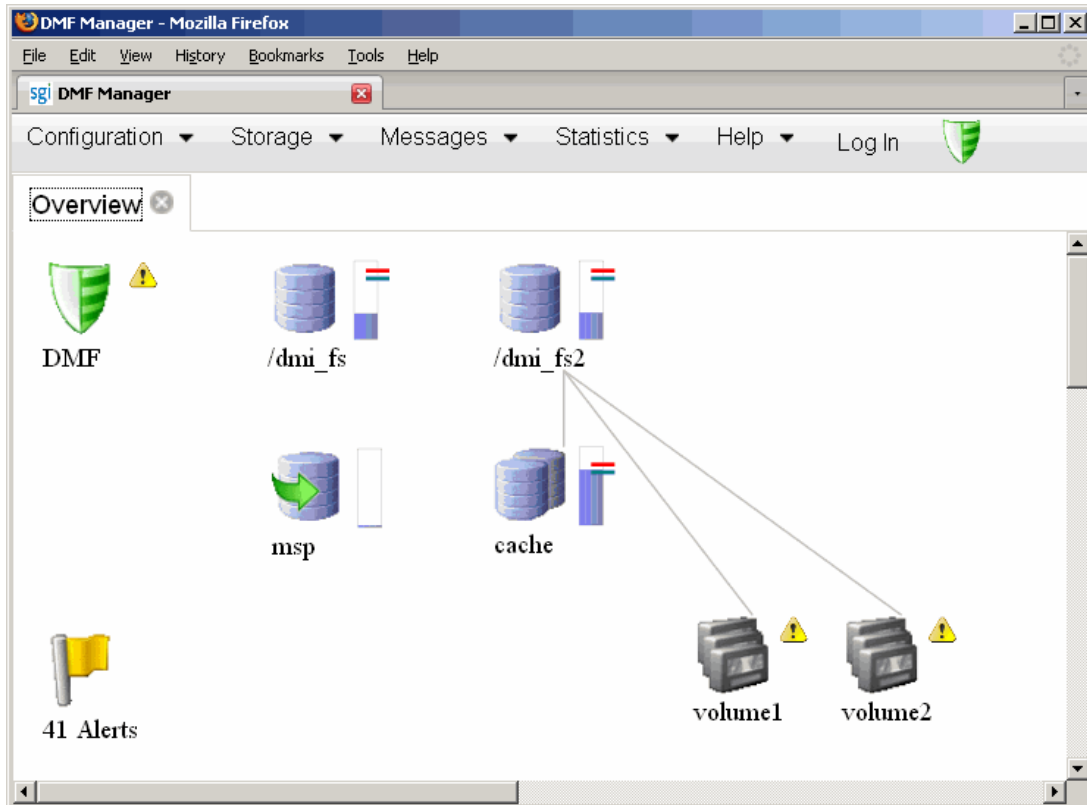 DMF Manager - Mozilla Firefox
File Edit View History Bookmarks Tools Help
sgi DMF Manager
Configuration Storage Messages Statistics Help Log In
Overview
DMF /dmi_fs /dmi_fs2
msp cache
volume1 volume2
41 Alerts